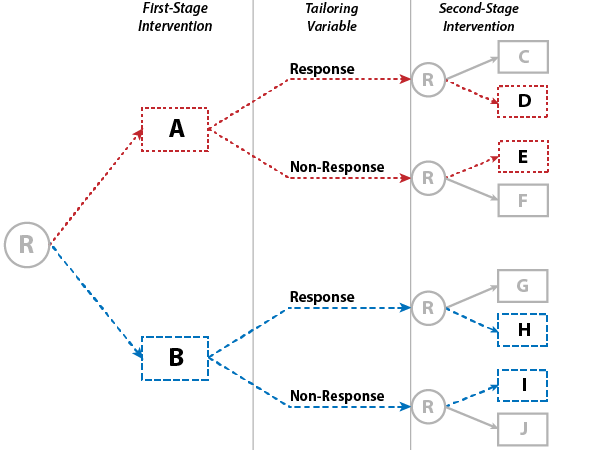 First-Stage
Intervention
Tailoring
Variable
Second-Stage
Intervention
R
A
Response
Non-Response
R
C
D
R
E
F
B
Response
Non-Response
R
G
H
R
I
J